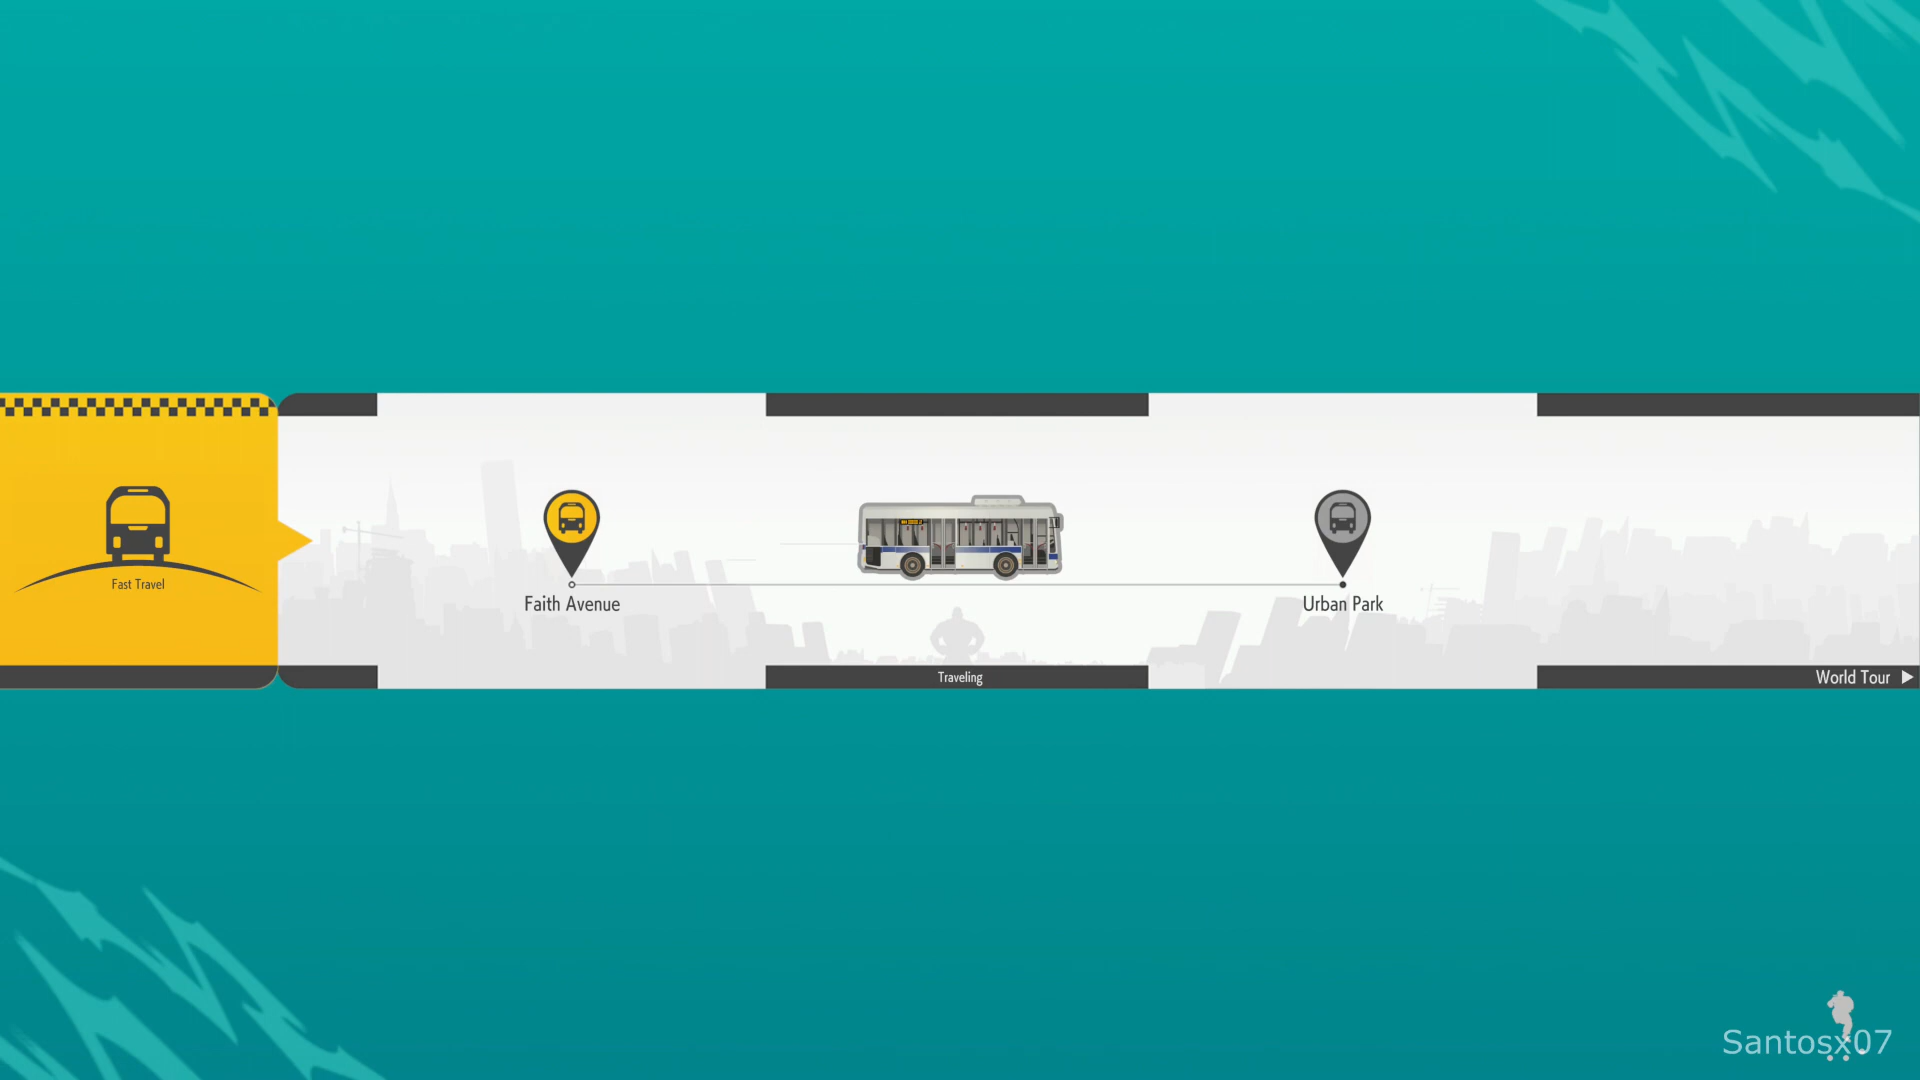 Fast Travel
Faith Avenue
Urban Park
Traveling
World Tour
Santosx07